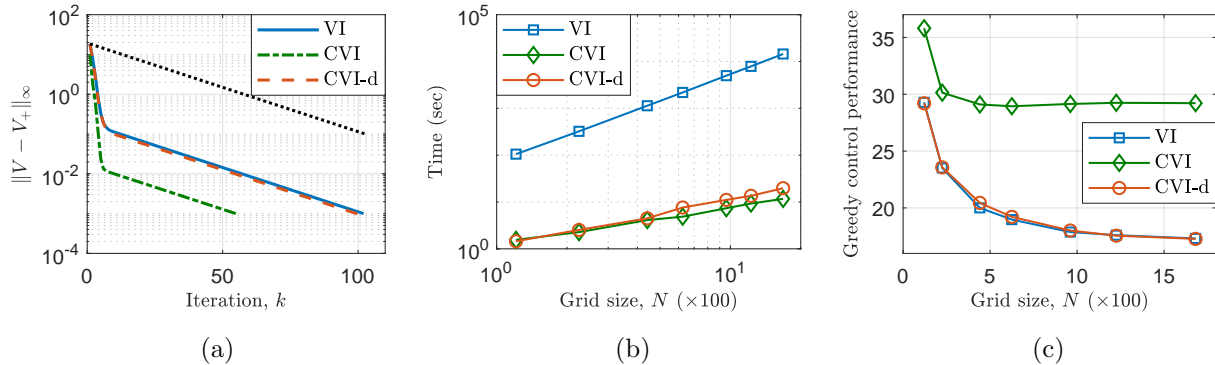 10^2
10^0
10^-2
10^-4
0
50
100
‖V − V_+‖_∞
Iteration, k
VI
CVI
CVI-d
(a)
10^5
10^0
10^0
10^1
Time (sec)
Grid size, N (×100)
VI
CVI
CVI-d
(b)
35
30
25
20
0
5
10
15
Greedy control performance
Grid size, N (×100)
VI
CVI
CVI-d
(c)